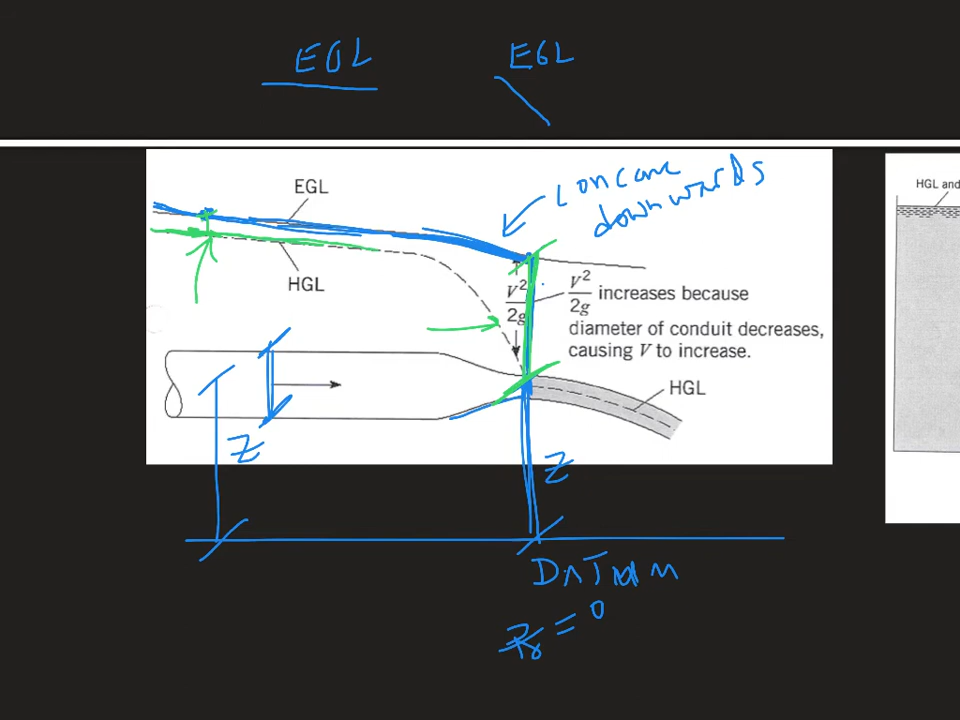 EGL EGL
HGL and
EGL
concave
downwards
HGL
V²/2g
V²/2g increases because
diameter of conduit decreases,
causing V to increase.
HGL
Z
Z
DATUM
= 0